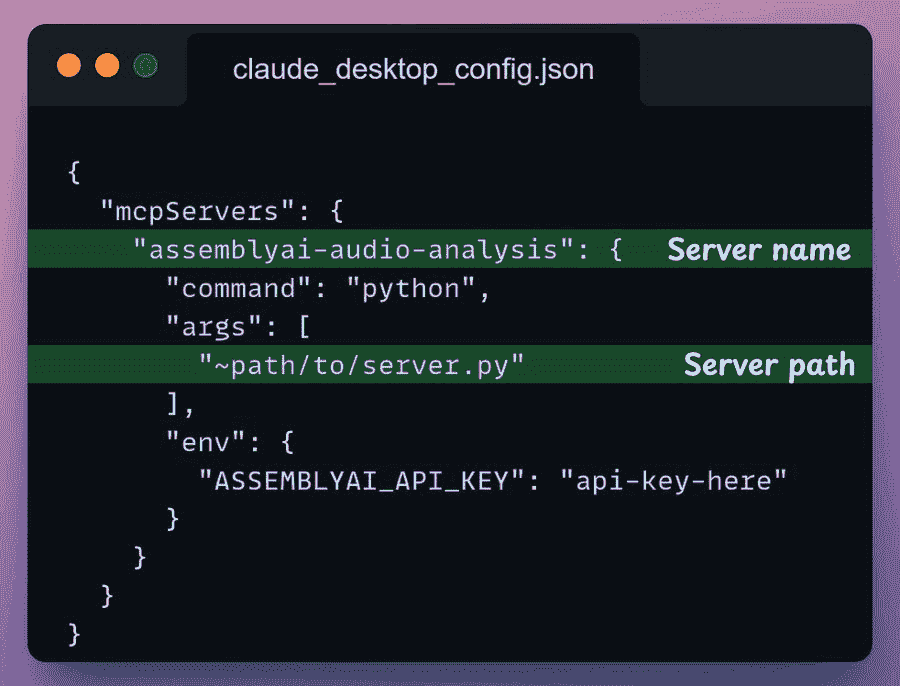 claude_desktop_config.json
{
"mcpServers": {
"assemblyai-audio-analysis": { Server name
"command": "python",
"args": [
"~path/to/server.py" Server path
],
"env": {
"ASSEMBLYAI_API_KEY": "api-key-here"
}
}
}
}